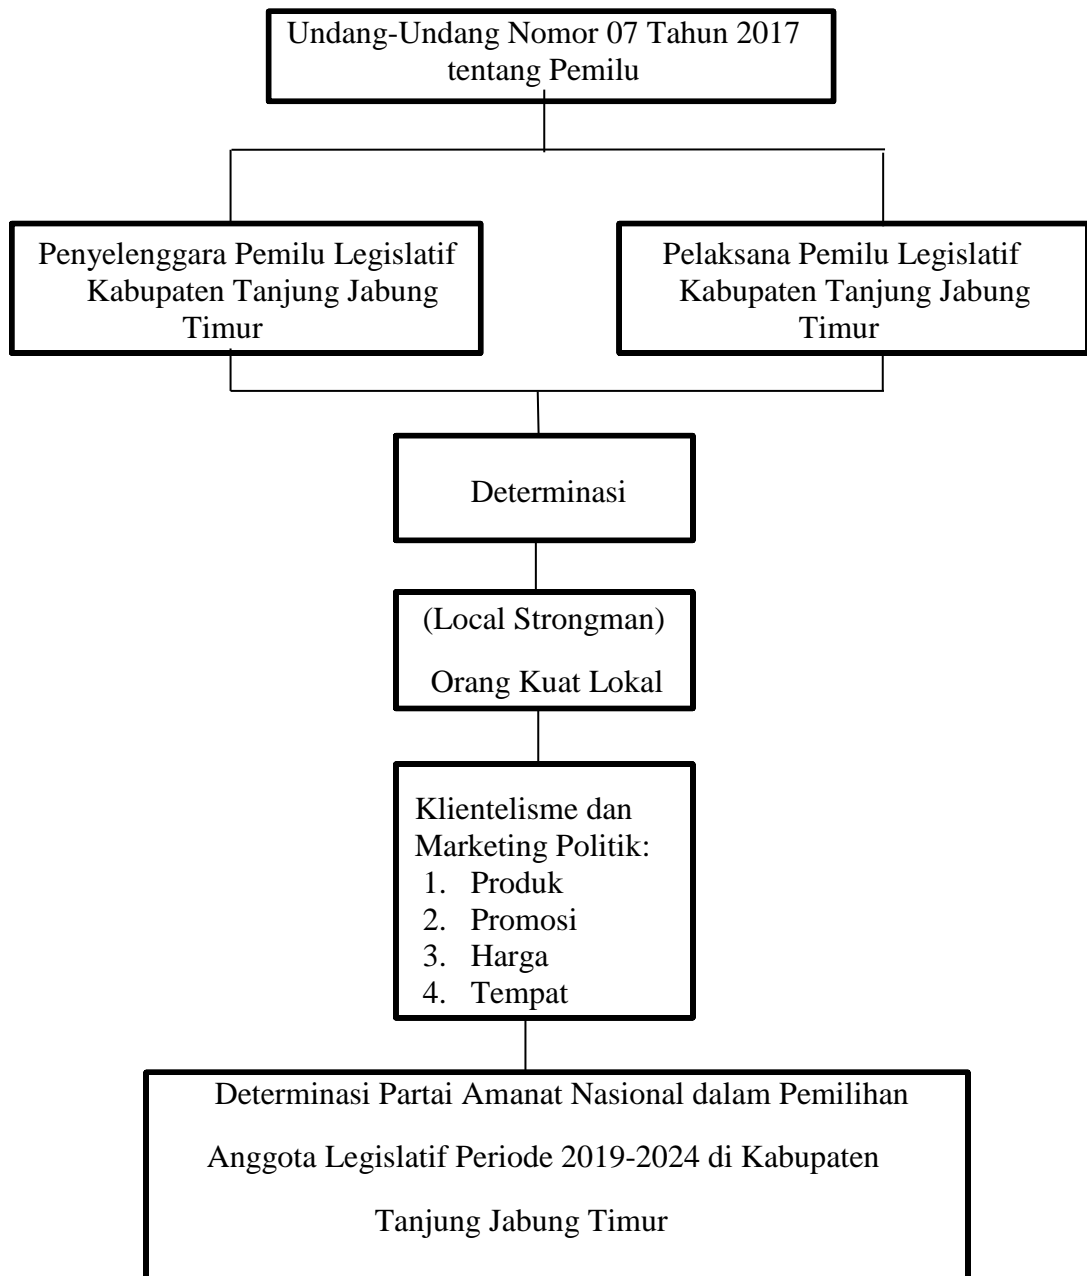 Undang-Undang Nomor 07 Tahun 2017
tentang Pemilu
Penyelenggara Pemilu Legislatif
Kabupaten Tanjung Jabung
Timur
Pelaksana Pemilu Legislatif
Kabupaten Tanjung Jabung
Timur
Determinasi
(Local Strongman)
Orang Kuat Lokal
Klientelisme dan
Marketing Politik:
1. Produk
2. Promosi
3. Harga
4. Tempat
Determinasi Partai Amanat Nasional dalam Pemilihan
Anggota Legislatif Periode 2019-2024 di Kabupaten
Tanjung Jabung Timur